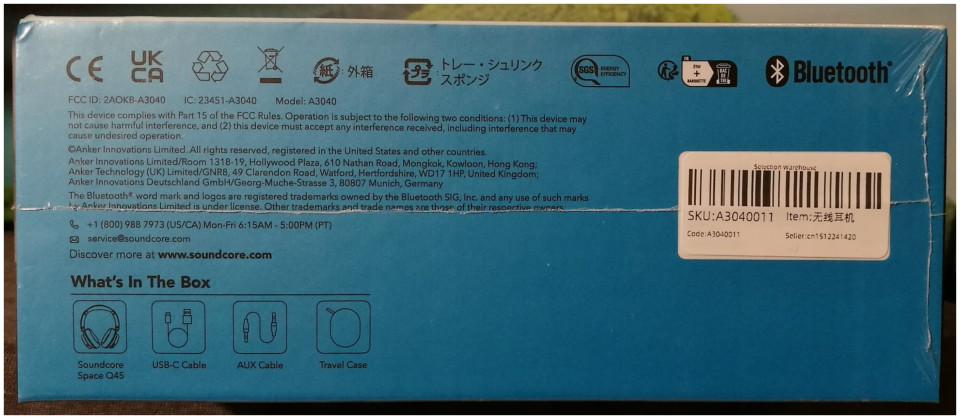 CE
UK
CA
紙:外箱
プラ:トレー・シュリンク
スポンジ
SGS ENERGY EFFICIENCY
FR
Bluetooth®
FCC ID: 2AOKB-A3040 IC: 23451-A3040 Model: A3040
This device complies with Part 15 of the FCC Rules. Operation is subject to the following two conditions: (1) This device may
not cause harmful interference, and (2) this device must accept any interference received, including interference that may
cause undesired operation.
©Anker Innovations Limited. All rights reserved, registered in the United States and other countries.
Anker Innovations Limited/Room 1318-19, Hollywood Plaza, 610 Nathan Road, Mongkok, Kowloon, Hong Kong;
Anker Technology (UK) Limited/GNR8, 49 Clarendon Road, Watford, Hertfordshire, WD17 1HP, United Kingdom;
Anker Innovations Deutschland GmbH/Georg-Muche-Strasse 3, 80807 Munich, Germany
The Bluetooth® word mark and logos are registered trademarks owned by the Bluetooth SIG, Inc. and any use of such marks
by Anker Innovations Limited is under license. Other trademarks and trade names are those of their respective owners.
+1 (800) 988 7973 (US/CA) Mon-Fri 6:15AM - 5:00PM (PT)
service@soundcore.com
Discover more at www.soundcore.com
Selection Warehouse
SKU:A3040011 Item:无线耳机
Code:A3040011 Seller:cn1512241420
What's In The Box
Soundcore
Space Q45
USB-C Cable
AUX Cable
Travel Case